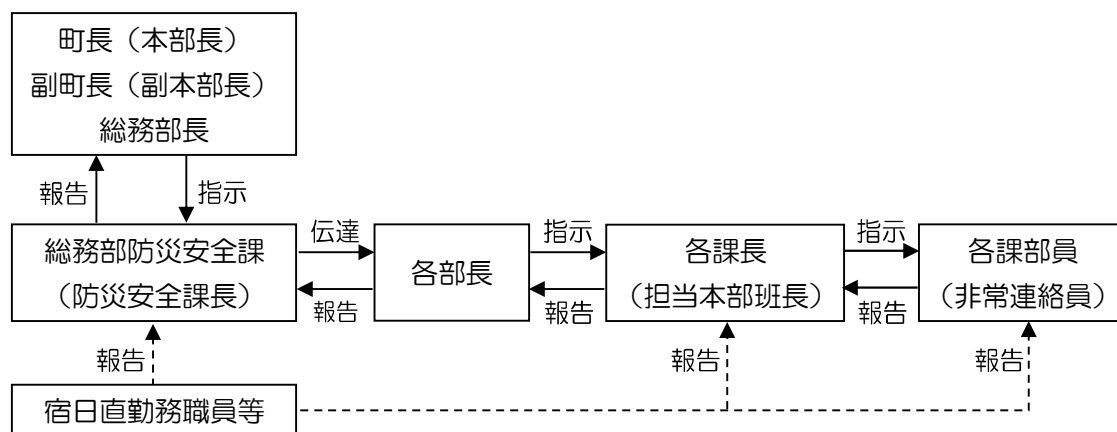 町長（本部長）
副町長（副本部長）
総務部長
報告
指示
総務部防災安全課
（防災安全課長）
伝達
報告
各部長
指示
報告
各課長
（担当本部班長）
指示
報告
各課部員
（非常連絡員）
報告
報告
報告
宿日直勤務職員等